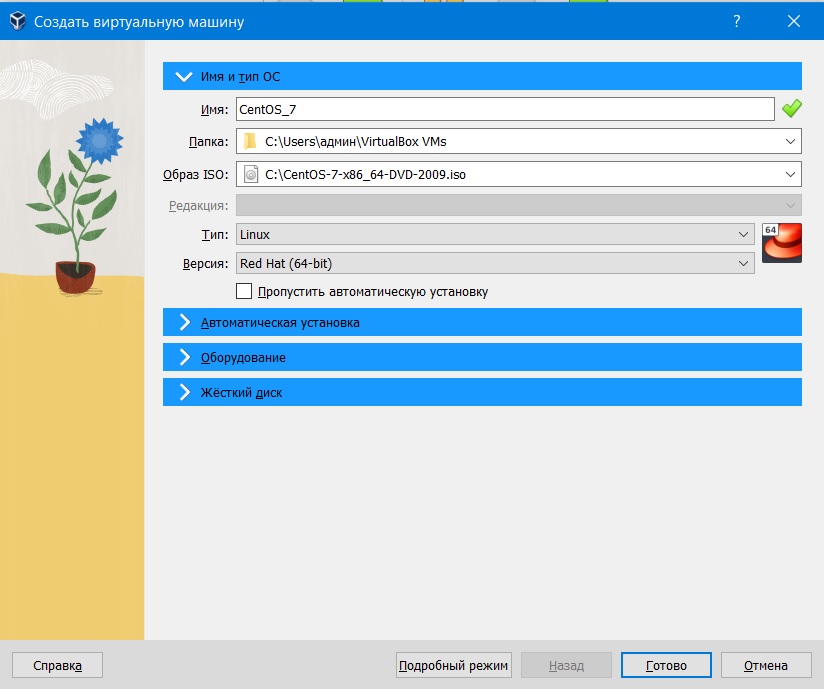 Создать виртуальную машину
?
Имя и тип ОС
Имя: CentOS_7
Папка: C:\Users\админ\VirtualBox VMs
Образ ISO: C:\CentOS-7-x86_64-DVD-2009.iso
Редакция:
Тип: Linux
64
Версия: Red Hat (64-bit)
Пропустить автоматическую установку
Автоматическая установка
Оборудование
Жёсткий диск
Справка Подробный режим Назад Готово Отмена